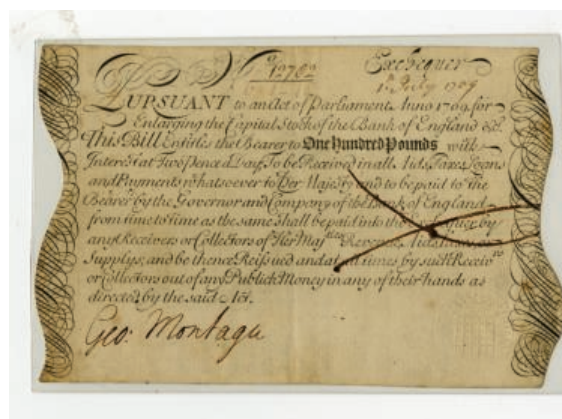 No 12702 Exchequer
1st July 1709
PURSUANT to an Act of Parliament Anno 1709. for
Enlarging the Capital Stock of the Bank of England &c.
This Bill Entitles the Bearer to One Hundred Pounds with
Interest at Two Pence a Day, To be Received in all Aids, Taxes, Loans
and Payments whatsoever to Her Majesty and to be paid to the
Bearer by the Governor and Company of the Bank of England
from time to time as the same shall be paid into the Exchequer by
any Receivers or Collectors of Her Majties Revenue, Aids, Taxes, or
Supplyes, and be thence Reissued and at all times by such Receivrs
or Collectors out of any Publick Money in any of their hands as
directed by the said Act.
Geo: Montagu